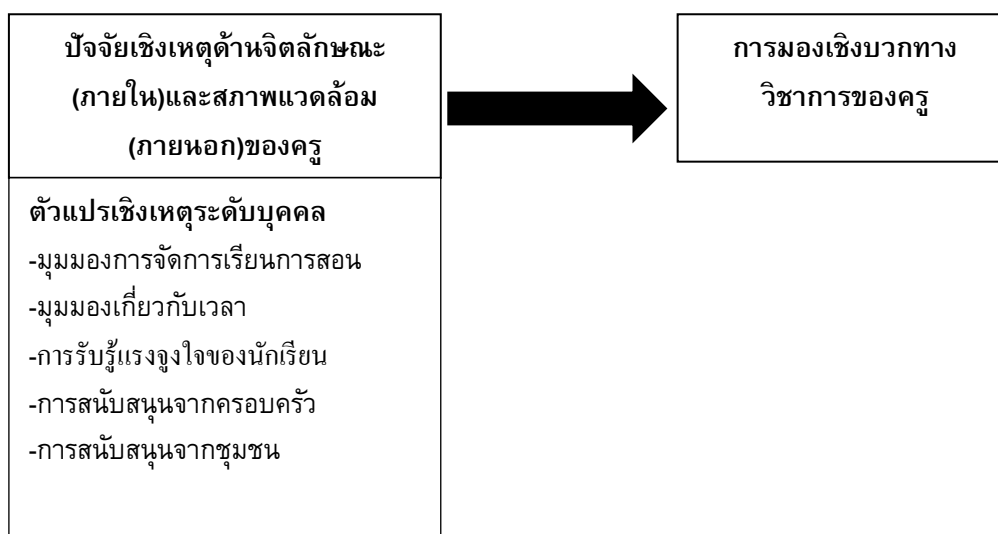 ปัจจัยเชิงเหตุด้านจิตลักษณะ
(ภายใน)และสภาพแวดล้อม
(ภายนอก)ของครู
การมองเชิงบวกทาง
วิชาการของครู
ตัวแปรเชิงเหตุระดับบุคคล
-มุมมองการจัดการเรียนการสอน
-มุมมองเกี่ยวกับเวลา
-การรับรู้แรงจูงใจของนักเรียน
-การสนับสนุนจากครอบครัว
-การสนับสนุนจากชุมชน